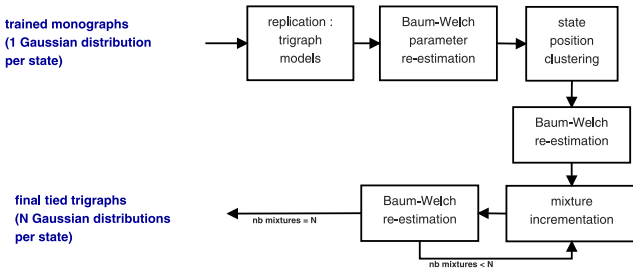 trained monographs
(1 Gaussian distribution
per state)
replication :
trigraph
models
Baum-Welch
parameter
re-estimation
state
position
clustering
Baum-Welch
re-estimation
mixture
incrementation
Baum-Welch
re-estimation
nb mixtures < N
nb mixtures = N
final tied trigraphs
(N Gaussian distributions
per state)